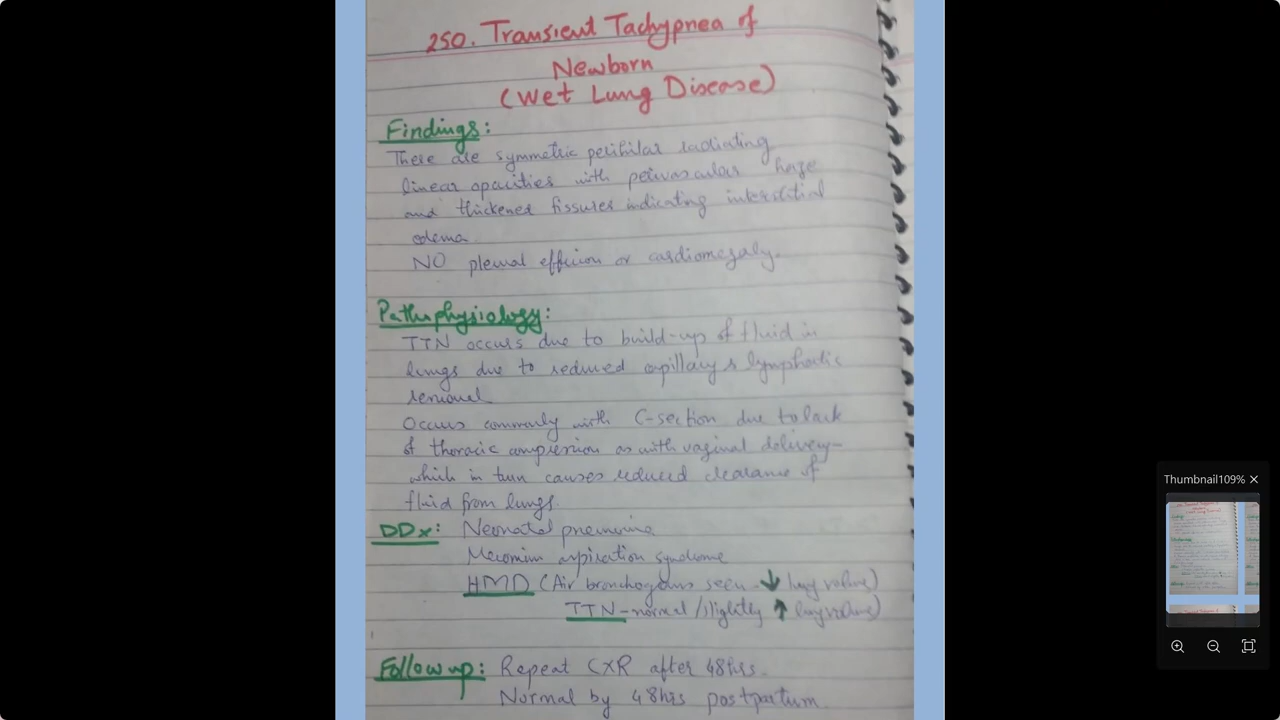 250. Transient Tachypnea of
Newborn
(Wet Lung Disease)
Findings:
There are symmetric perihilar radiating
linear opacities with perivascular haze
and thickened fissures indicating interstitial
edema.
NO pleural effusion or cardiomegaly.
Pathophysiology:
TTN occurs due to build-up of fluid in
lungs due to reduced capillary & lymphatic
removal
Occurs commonly with C-section due to lack
of thoracic compression as with vaginal delivery-
which in turn causes reduced clearance of
fluid from lungs.
DDx: Neonatal pneumonia
Meconium aspiration syndrome
HMD (Air bronchograms seen ↓ lung volume)
TTN-normal/slightly ↑ lung volume)
Follow up: Repeat CXR after 48hrs.
Normal by 48hrs postpartum
Thumbnail109%